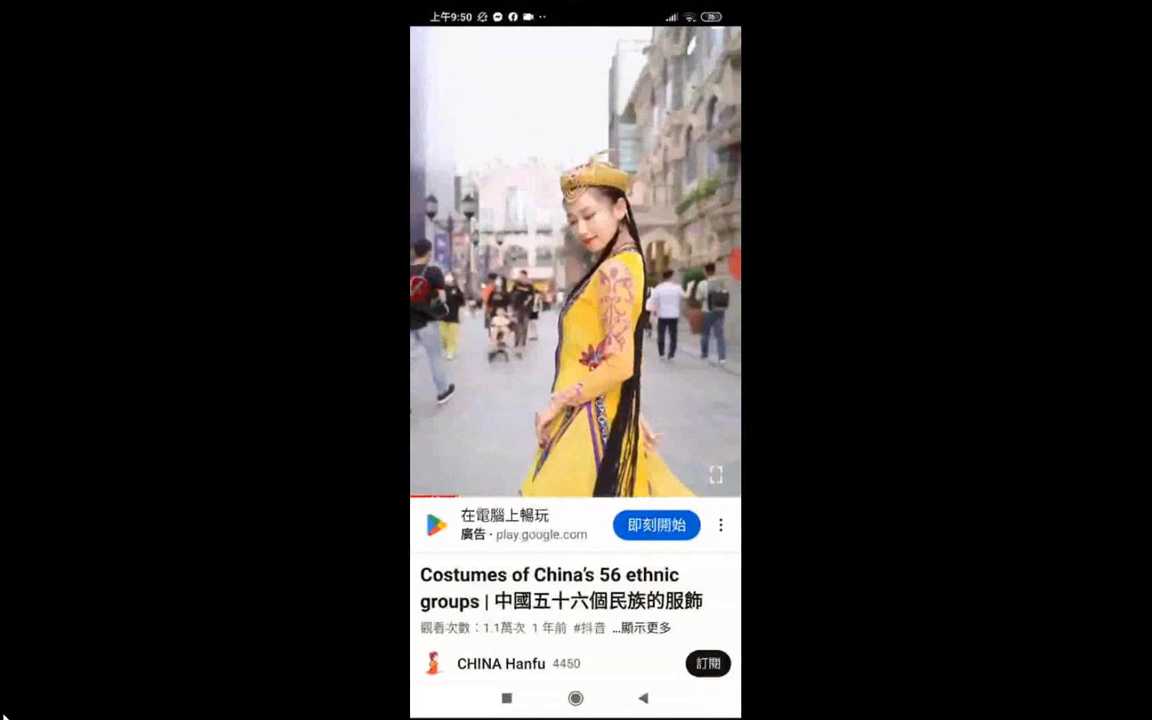 上午9:50
76
在電腦上暢玩
廣告 · play.google.com
即刻開始
Costumes of China's 56 ethnic
groups | 中國五十六個民族的服飾
觀看次數：1.1萬次 1 年前 #抖音 ...顯示更多
CHINA Hanfu 4450
訂閱